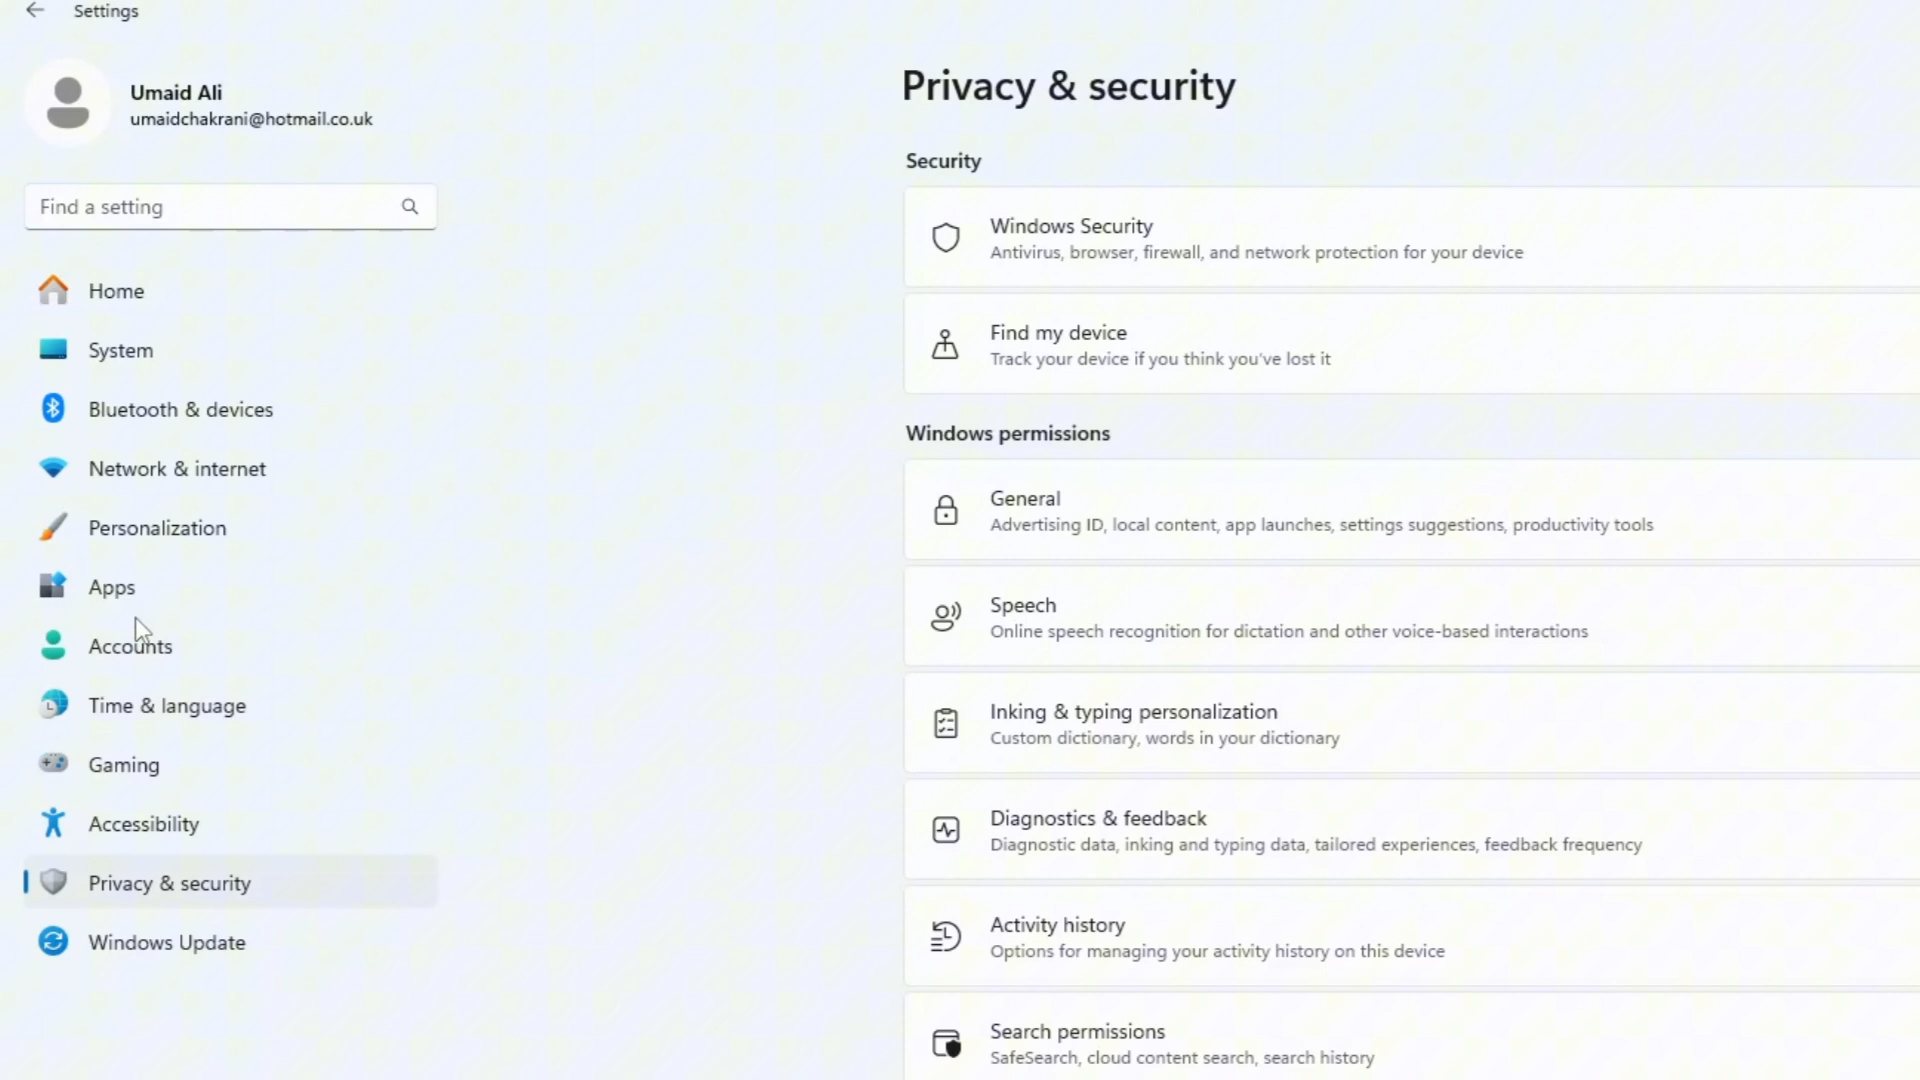 Settings
Umaid Ali
umaidchakrani@hotmail.co.uk
Find a setting
Home
System
Bluetooth & devices
Network & internet
Personalization
Apps
Accounts
Time & language
Gaming
Accessibility
Privacy & security
Windows Update
Privacy & security
Security
Windows Security
Antivirus, browser, firewall, and network protection for your device
Find my device
Track your device if you think you've lost it
Windows permissions
General
Advertising ID, local content, app launches, settings suggestions, productivity tools
Speech
Online speech recognition for dictation and other voice-based interactions
Inking & typing personalization
Custom dictionary, words in your dictionary
Diagnostics & feedback
Diagnostic data, inking and typing data, tailored experiences, feedback frequency
Activity history
Options for managing your activity history on this device
Search permissions
SafeSearch, cloud content search, search history